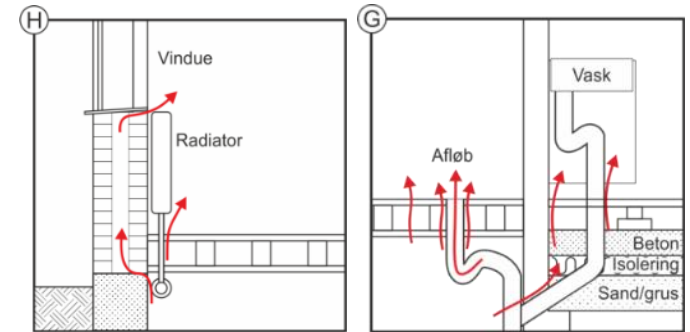 H
Vindue
Radiator
G
Vask
Afløb
Beton
Isolering
Sand/grus